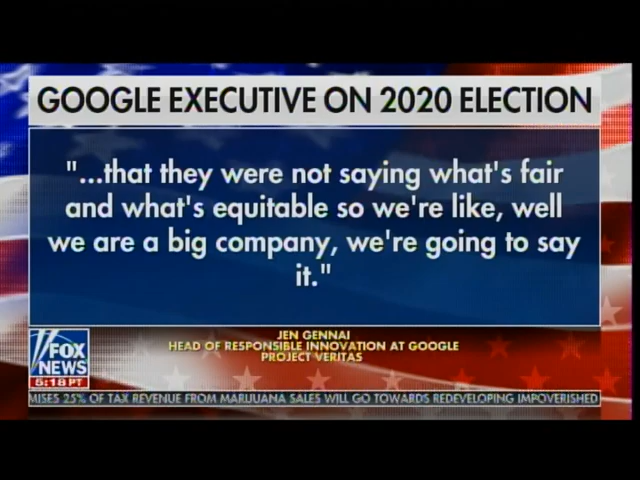 GOOGLE EXECUTIVE ON 2020 ELECTION
"...that they were not saying what's fair
and what's equitable so we're like, well
we are a big company, we're going to say
it."
JEN GENNAI
HEAD OF RESPONSIBLE INNOVATION AT GOOGLE
PROJECT VERITAS
FOX
NEWS
5:18 PT
MISES 25% OF TAX REVENUE FROM MARIJUANA SALES WILL GO TOWARDS REDEVELOPING IMPOVERISHED